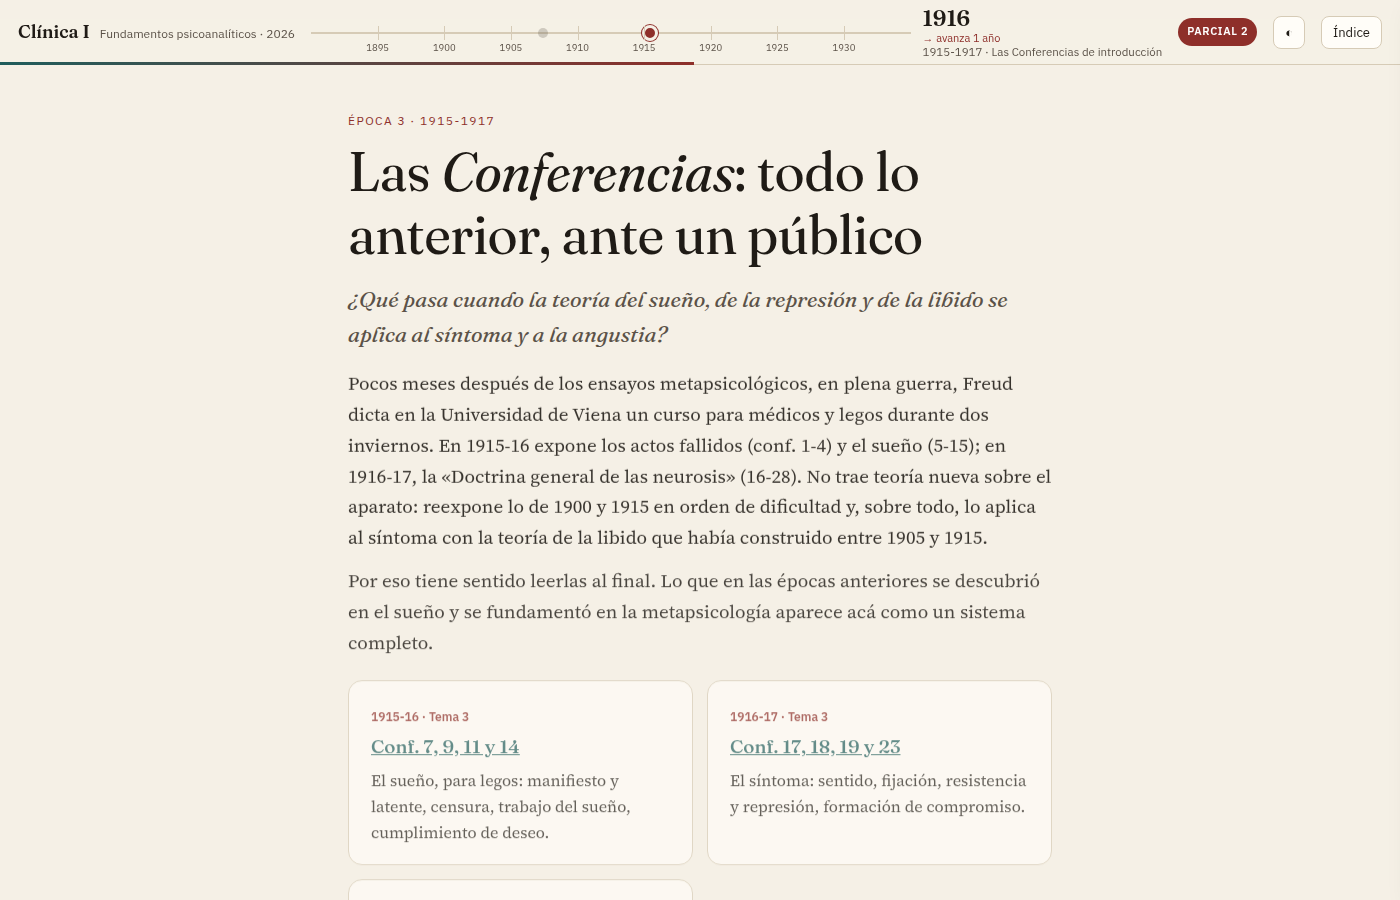 Clínica I Fundamentos psicoanalíticos · 2026
1895 1900 1905 1910 1915 1920 1925 1930
1916
→ avanza 1 año
1915-1917 · Las Conferencias de introducción
PARCIAL 2
Índice
ÉPOCA 3 · 1915-1917
Las Conferencias: todo lo
anterior, ante un público
¿Qué pasa cuando la teoría del sueño, de la represión y de la libido se
aplica al síntoma y a la angustia?
Pocos meses después de los ensayos metapsicológicos, en plena guerra, Freud
dicta en la Universidad de Viena un curso para médicos y legos durante dos
inviernos. En 1915-16 expone los actos fallidos (conf. 1-4) y el sueño (5-15); en
1916-17, la «Doctrina general de las neurosis» (16-28). No trae teoría nueva sobre el
aparato: reexpone lo de 1900 y 1915 en orden de dificultad y, sobre todo, lo aplica
al síntoma con la teoría de la libido que había construido entre 1905 y 1915.
Por eso tiene sentido leerlas al final. Lo que en las épocas anteriores se descubrió
en el sueño y se fundamentó en la metapsicología aparece acá como un sistema
completo.
1915-16 · Tema 3
Conf. 7, 9, 11 y 14
El sueño, para legos: manifiesto y
latente, censura, trabajo del sueño,
cumplimiento de deseo.
1916-17 · Tema 3
Conf. 17, 18, 19 y 23
El síntoma: sentido, fijación, resistencia
y represión, formación de compromiso.